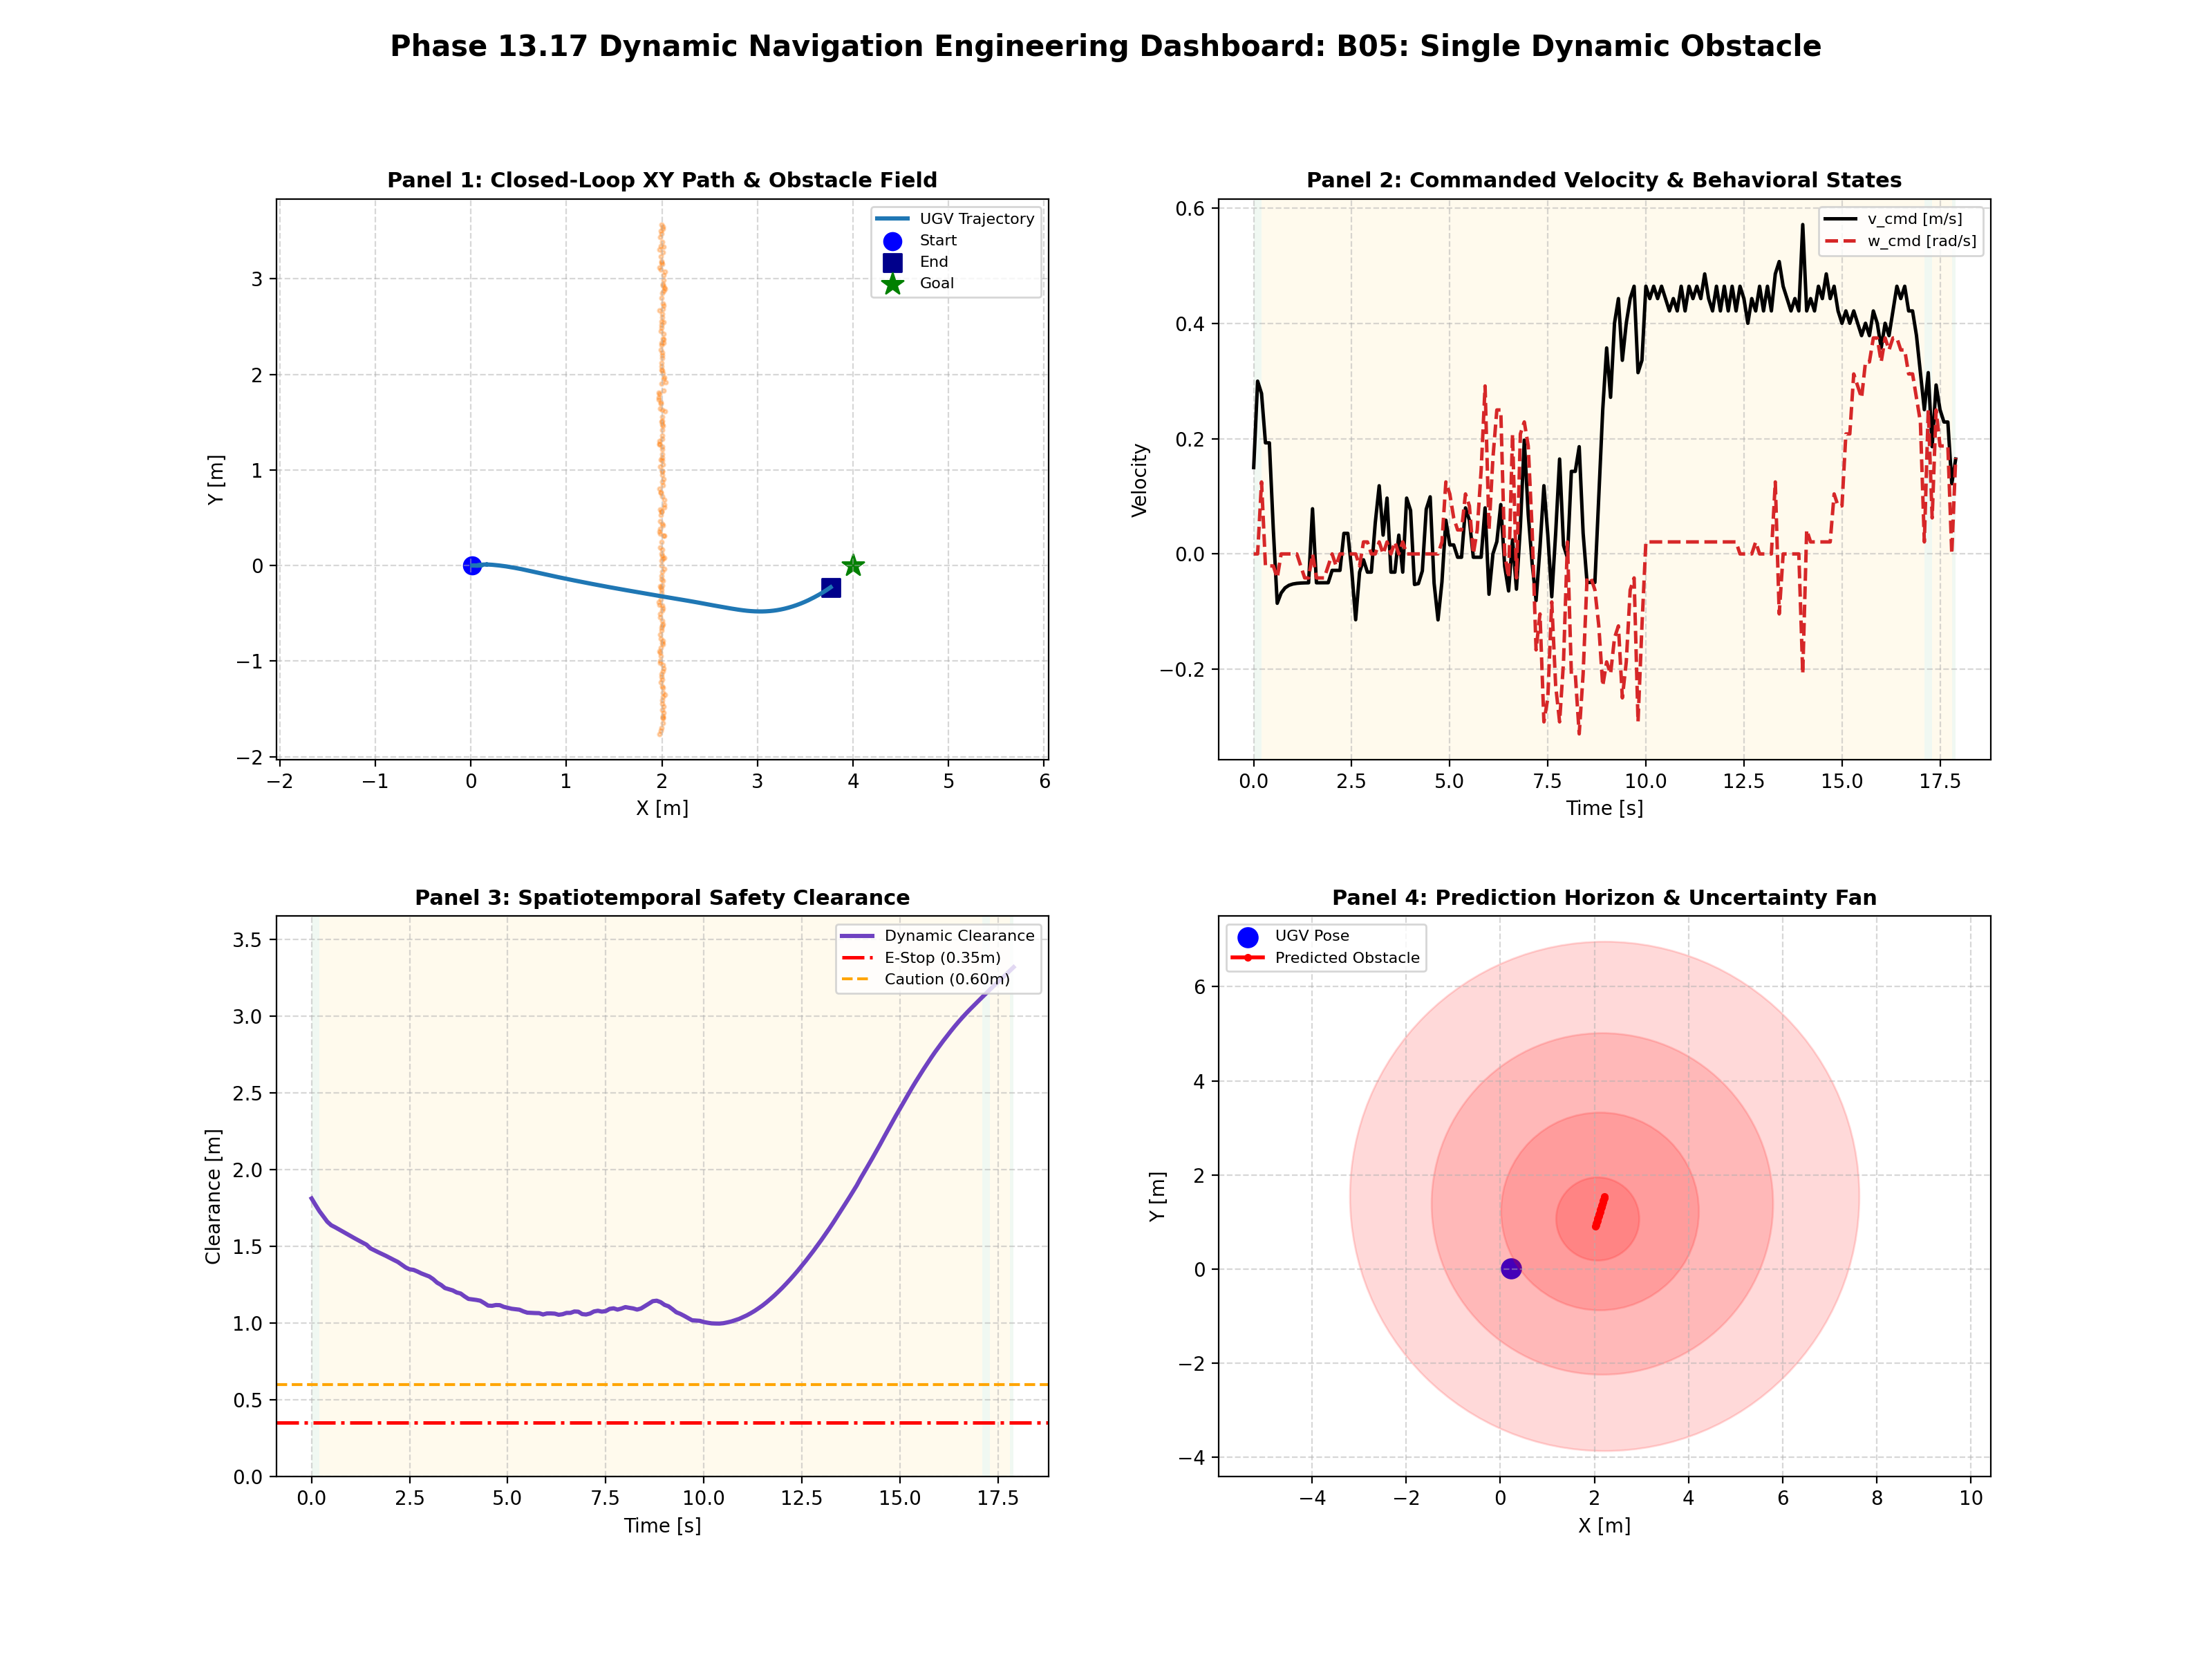 Phase 13.17 Dynamic Navigation Engineering Dashboard: B05: Single Dynamic Obstacle
Panel 1: Closed-Loop XY Path & Obstacle Field
UGV Trajectory
Start
End
Goal
3
2
1
0
−1
−2
Y [m]
−2 −1 0 1 2 3 4 5 6
X [m]
Panel 2: Commanded Velocity & Behavioral States
v_cmd [m/s]
w_cmd [rad/s]
0.6
0.4
0.2
0.0
−0.2
Velocity
0.0 2.5 5.0 7.5 10.0 12.5 15.0 17.5
Time [s]
Panel 3: Spatiotemporal Safety Clearance
Dynamic Clearance
E-Stop (0.35m)
Caution (0.60m)
3.5
3.0
2.5
2.0
1.5
1.0
0.5
0.0
Clearance [m]
0.0 2.5 5.0 7.5 10.0 12.5 15.0 17.5
Time [s]
Panel 4: Prediction Horizon & Uncertainty Fan
UGV Pose
Predicted Obstacle
6
4
2
0
−2
−4
Y [m]
−4 −2 0 2 4 6 8 10
X [m]